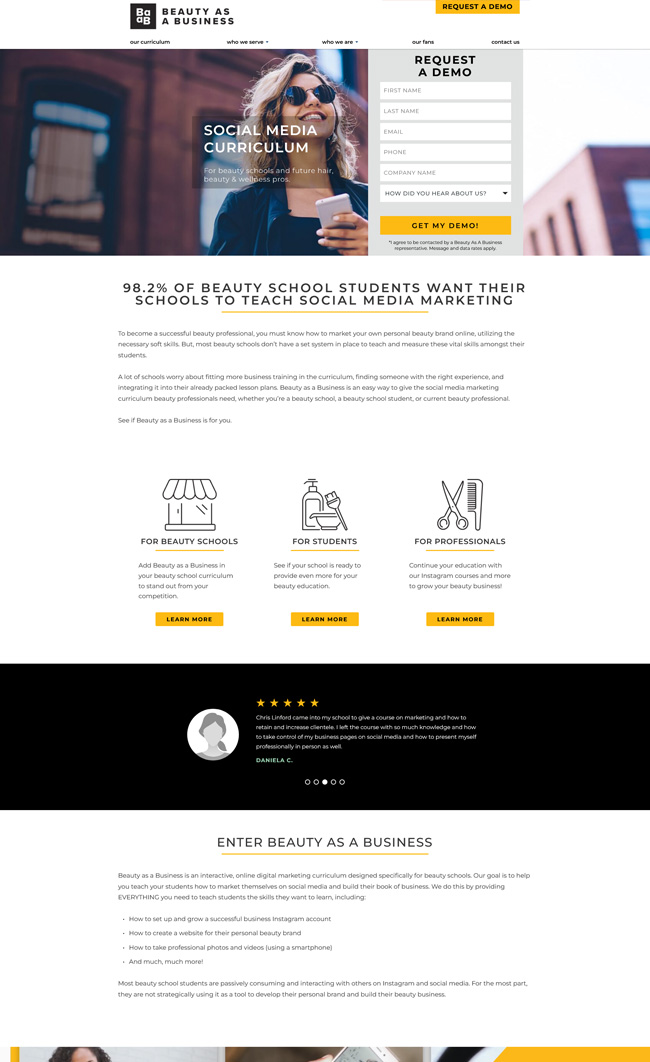 Ba
aB
BEAUTY AS
A BUSINESS
REQUEST A DEMO
our curriculum
who we serve
who we are
our fans
contact us
SOCIAL MEDIA
CURRICULUM
For beauty schools and future hair,
beauty & wellness pros.
REQUEST
A DEMO
FIRST NAME
LAST NAME
EMAIL
PHONE
COMPANY NAME
HOW DID YOU HEAR ABOUT US?
GET MY DEMO!
*I agree to be contacted by a Beauty As A Business
representative. Message and data rates apply.
98.2% OF BEAUTY SCHOOL STUDENTS WANT THEIR
SCHOOLS TO TEACH SOCIAL MEDIA MARKETING
To become a successful beauty professional, you must know how to market your own personal beauty brand online, utilizing the
necessary soft skills. But, most beauty schools don't have a set system in place to teach and measure these vital skills amongst their
students.
A lot of schools worry about fitting more business training in the curriculum, finding someone with the right experience, and
integrating it into their already packed lesson plans. Beauty as a Business is an easy way to give the social media marketing
curriculum beauty professionals need, whether you're a beauty school, a beauty school student, or current beauty professional.
See if Beauty as a Business is for you.
FOR BEAUTY SCHOOLS
Add Beauty as a Business in
your beauty school curriculum
to stand out from your
competition.
LEARN MORE
FOR STUDENTS
See if your school is ready to
provide even more for your
beauty education.
LEARN MORE
FOR PROFESSIONALS
Continue your education with
our Instagram courses and more
to grow your beauty business!
LEARN MORE
Chris Linford came into my school to give a course on marketing and how to
retain and increase clientele. I left the course with so much knowledge and how
to take control of my business pages on social media and how to present myself
professionally in person as well.
DANIELA C.
ENTER BEAUTY AS A BUSINESS
Beauty as a Business is an interactive, online digital marketing curriculum designed specifically for beauty schools. Our goal is to help
you teach your students how to market themselves on social media and build their book of business. We do this by providing
EVERYTHING you need to teach students the skills they want to learn, including:
• How to set up and grow a successful business Instagram account
• How to create a website for their personal beauty brand
• How to take professional photos and videos (using a smartphone)
• And much, much more!
Most beauty school students are passively consuming and interacting with others on Instagram and social media. For the most part,
they are not strategically using it as a tool to develop their personal brand and build their beauty business.